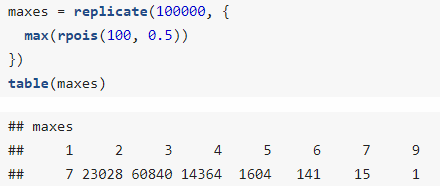 maxes = replicate(100000, {
  max(rpois(100, 0.5))
})
table(maxes)
## maxes
##     1     2     3     4     5     6     7     9
##     7 23028 60840 14364  1604   141    15     1